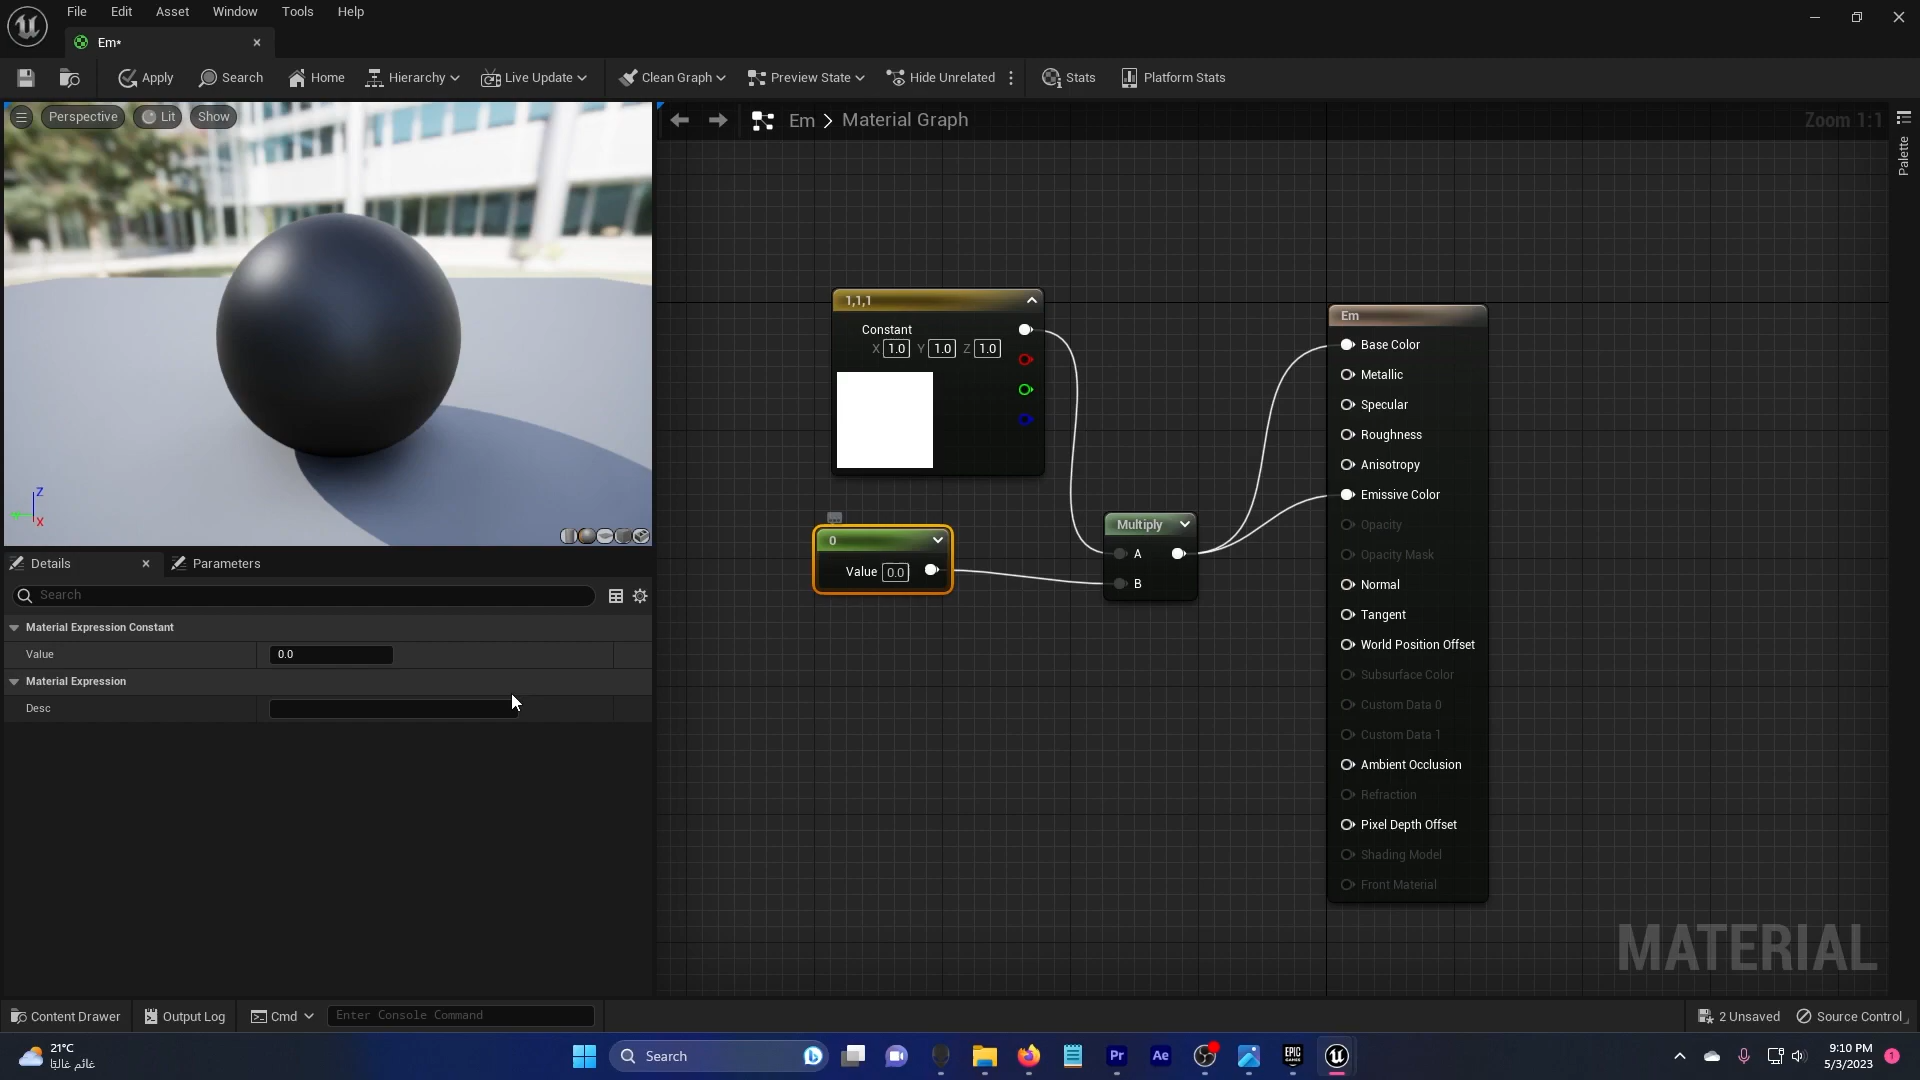 File Edit Asset Window Tools Help
Em*
Apply Search Home Hierarchy Live Update Clean Graph Preview State Hide Unrelated Stats Platform Stats
Perspective Lit Show
Em > Material Graph
Zoom 1:1
Palette
1,1,1
Constant
X 1.0 Y 1.0 Z 1.0
0
Value 0.0
Multiply
A
B
Em
Base Color
Metallic
Specular
Roughness
Anisotropy
Emissive Color
Opacity
Opacity Mask
Normal
Tangent
World Position Offset
Subsurface Color
Custom Data 0
Custom Data 1
Ambient Occlusion
Refraction
Pixel Depth Offset
Shading Model
Front Material
MATERIAL
Z
X
Details Parameters
Search
Material Expression Constant
Value 0.0
Material Expression
Desc
Content Drawer Output Log Cmd Enter Console Command 2 Unsaved Source Control
21°C
غائم غالبًا
Search
Pr Ae EPIC GAMES
9:10 PM
5/3/2023
1